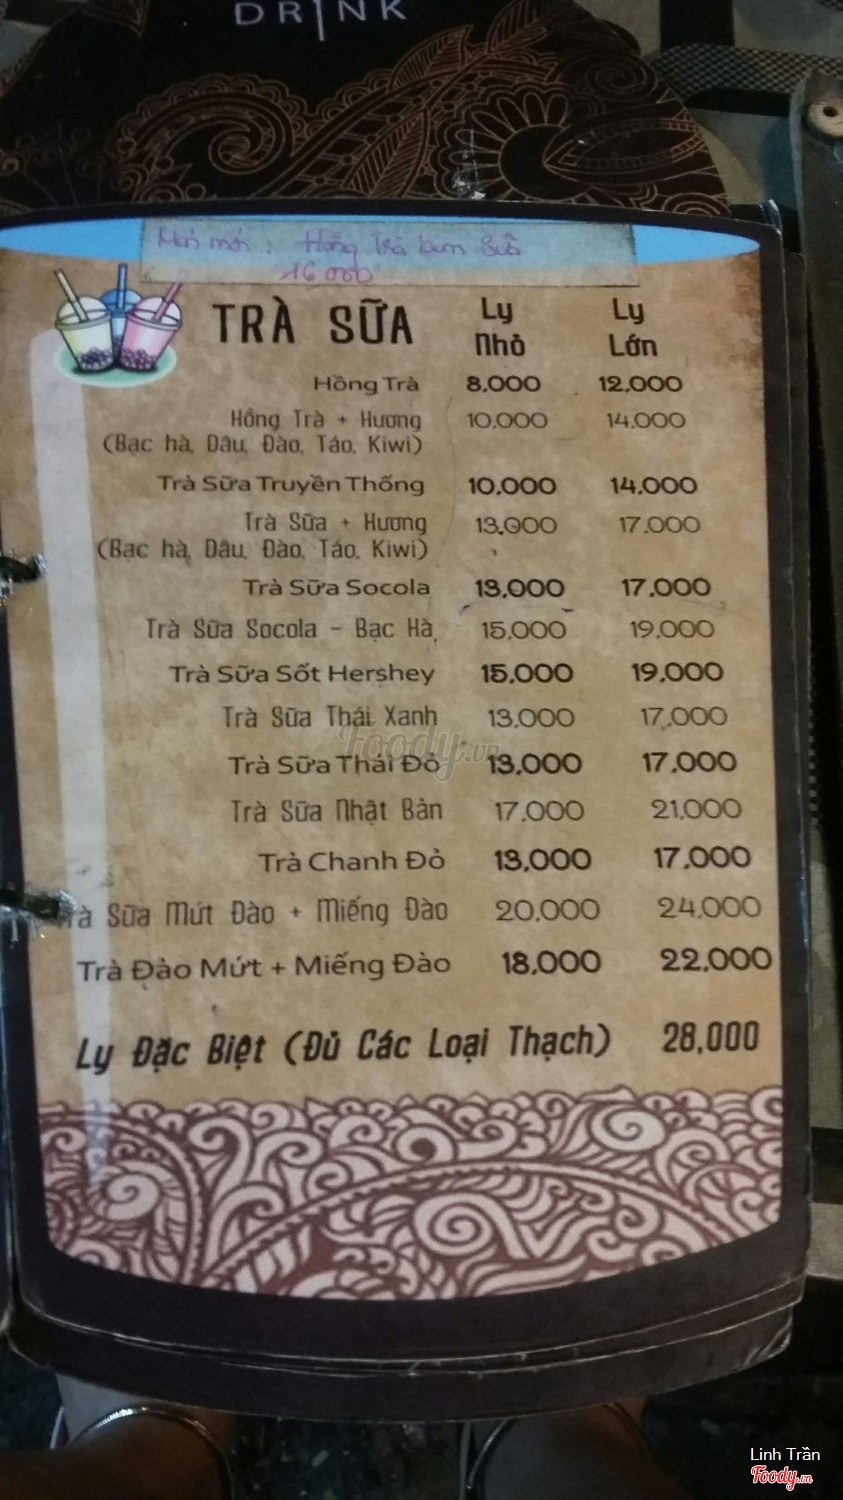 DRINK
Món mới : Hồng Trà kem sữa
16 000
TRÀ SỮA
Ly Nhỏ
Ly Lớn
Hồng Trà 8.000 12.000
Hồng Trà + Hương 10.000 14.000
(Bạc hà, Dâu, Đào, Táo, Kiwi)
Trà Sữa Truyền Thống 10.000 14.000
Trà Sữa + Hương 13.000 17.000
(Bạc hà, Dâu, Đào, Táo, Kiwi)
Trà Sữa Socola 13.000 17.000
Trà Sữa Socola - Bạc Hà 15.000 19.000
Trà Sữa Sốt Hershey 15.000 19.000
Trà Sữa Thái Xanh 13.000 17.000
Foody.vn
Trà Sữa Thái Đỏ 13.000 17.000
Trà Sữa Nhật Bản 17.000 21.000
Trà Chanh Đỏ 13.000 17.000
Trà Sữa Mứt Đào + Miếng Đào 20.000 24.000
Trà Đào Mứt + Miếng Đào 18.000 22.000
Ly Đặc Biệt (Đủ Các Loại Thạch) 28,000
Linh Trần
Foody.vn